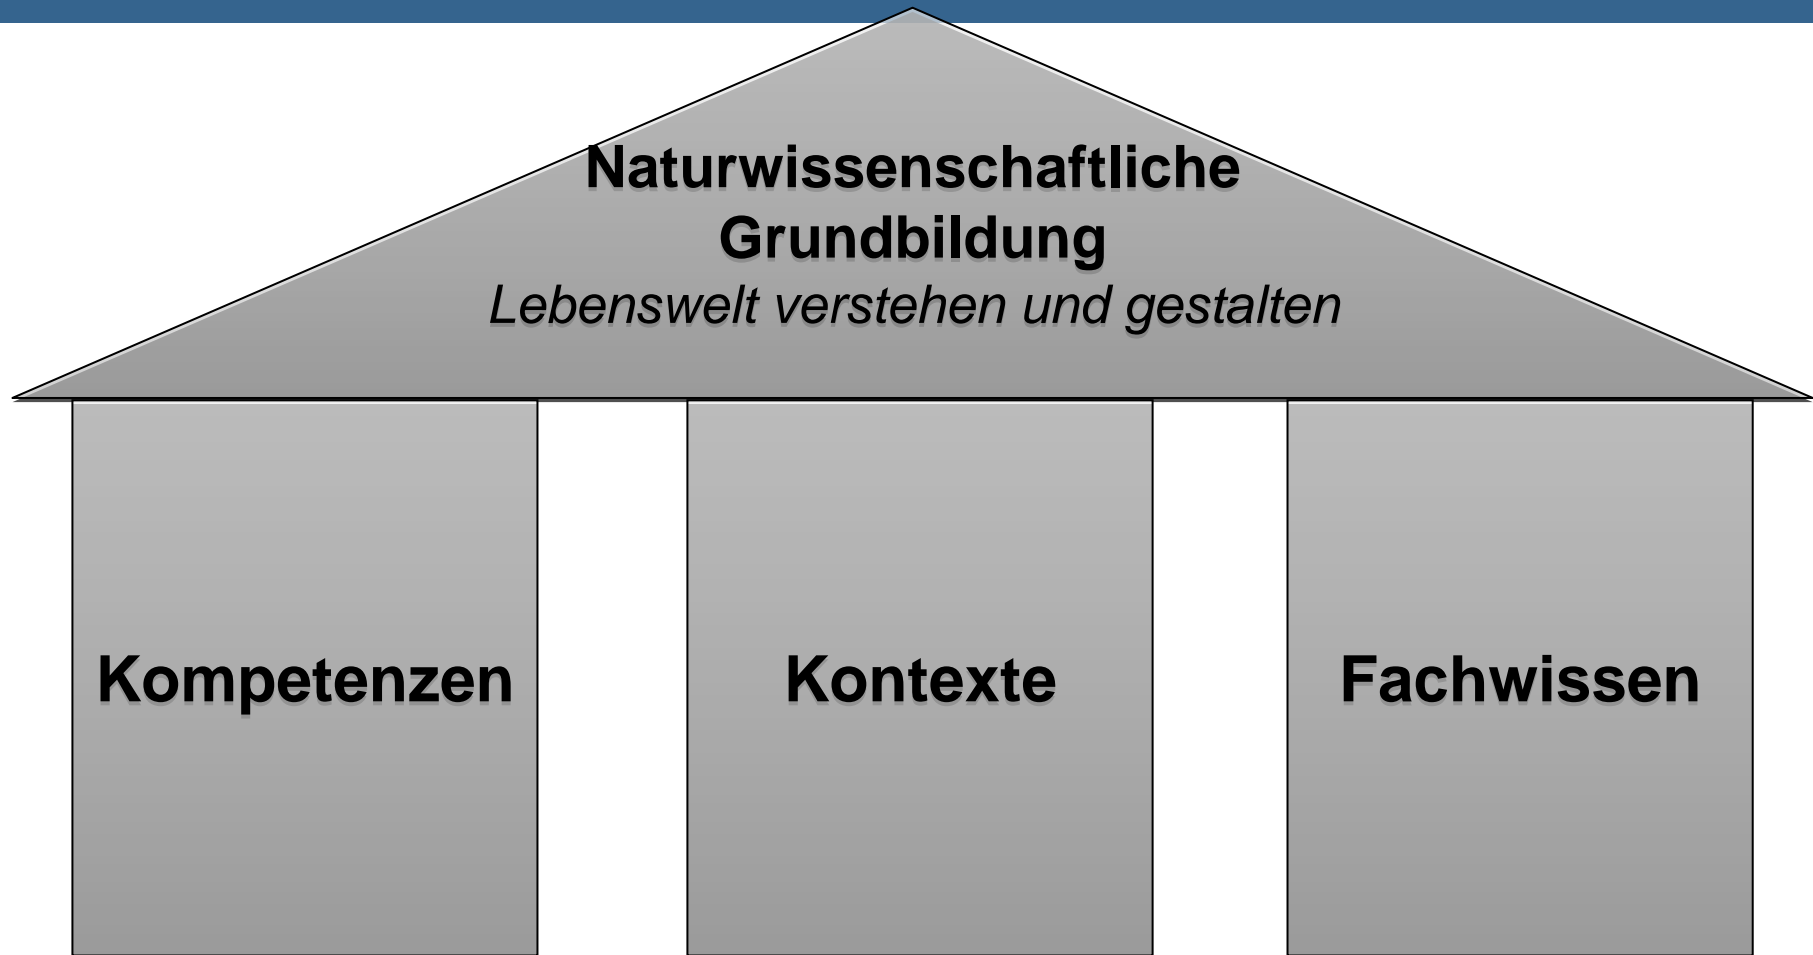 Naturwissenschaftliche
Grundbildung
Lebenswelt verstehen und gestalten
Kompetenzen
Kontexte
Fachwissen